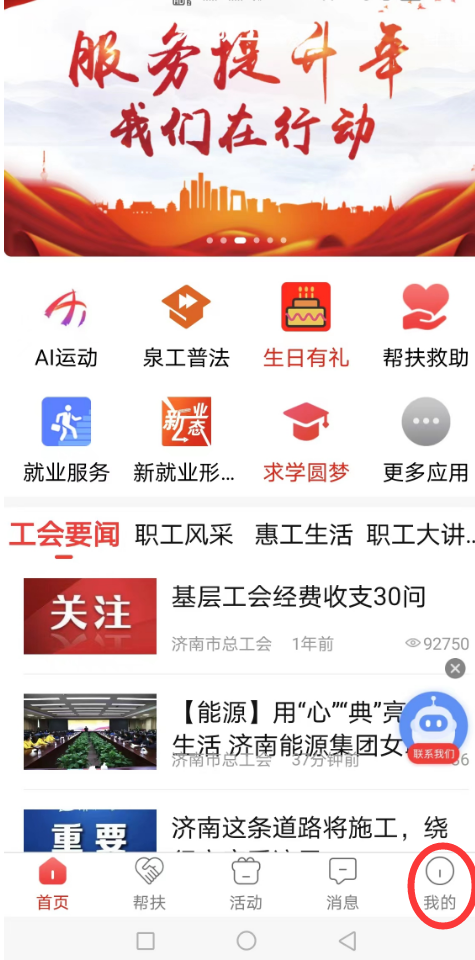 服务提升年
我们在行动
AI运动
泉工普法
生日有礼
帮扶救助
新业态
就业服务
新就业形...
求学圆梦
更多应用
工会要闻
职工风采
惠工生活
职工大讲...
关注
基层工会经费收支30问
济南市总工会
1年前
92750
【能源】用“心”“典”亮
生活 济南能源集团女
济南市总工会
37分钟前
联系我们
重要
济南这条道路将施工，绕
首页
帮扶
活动
消息
我的